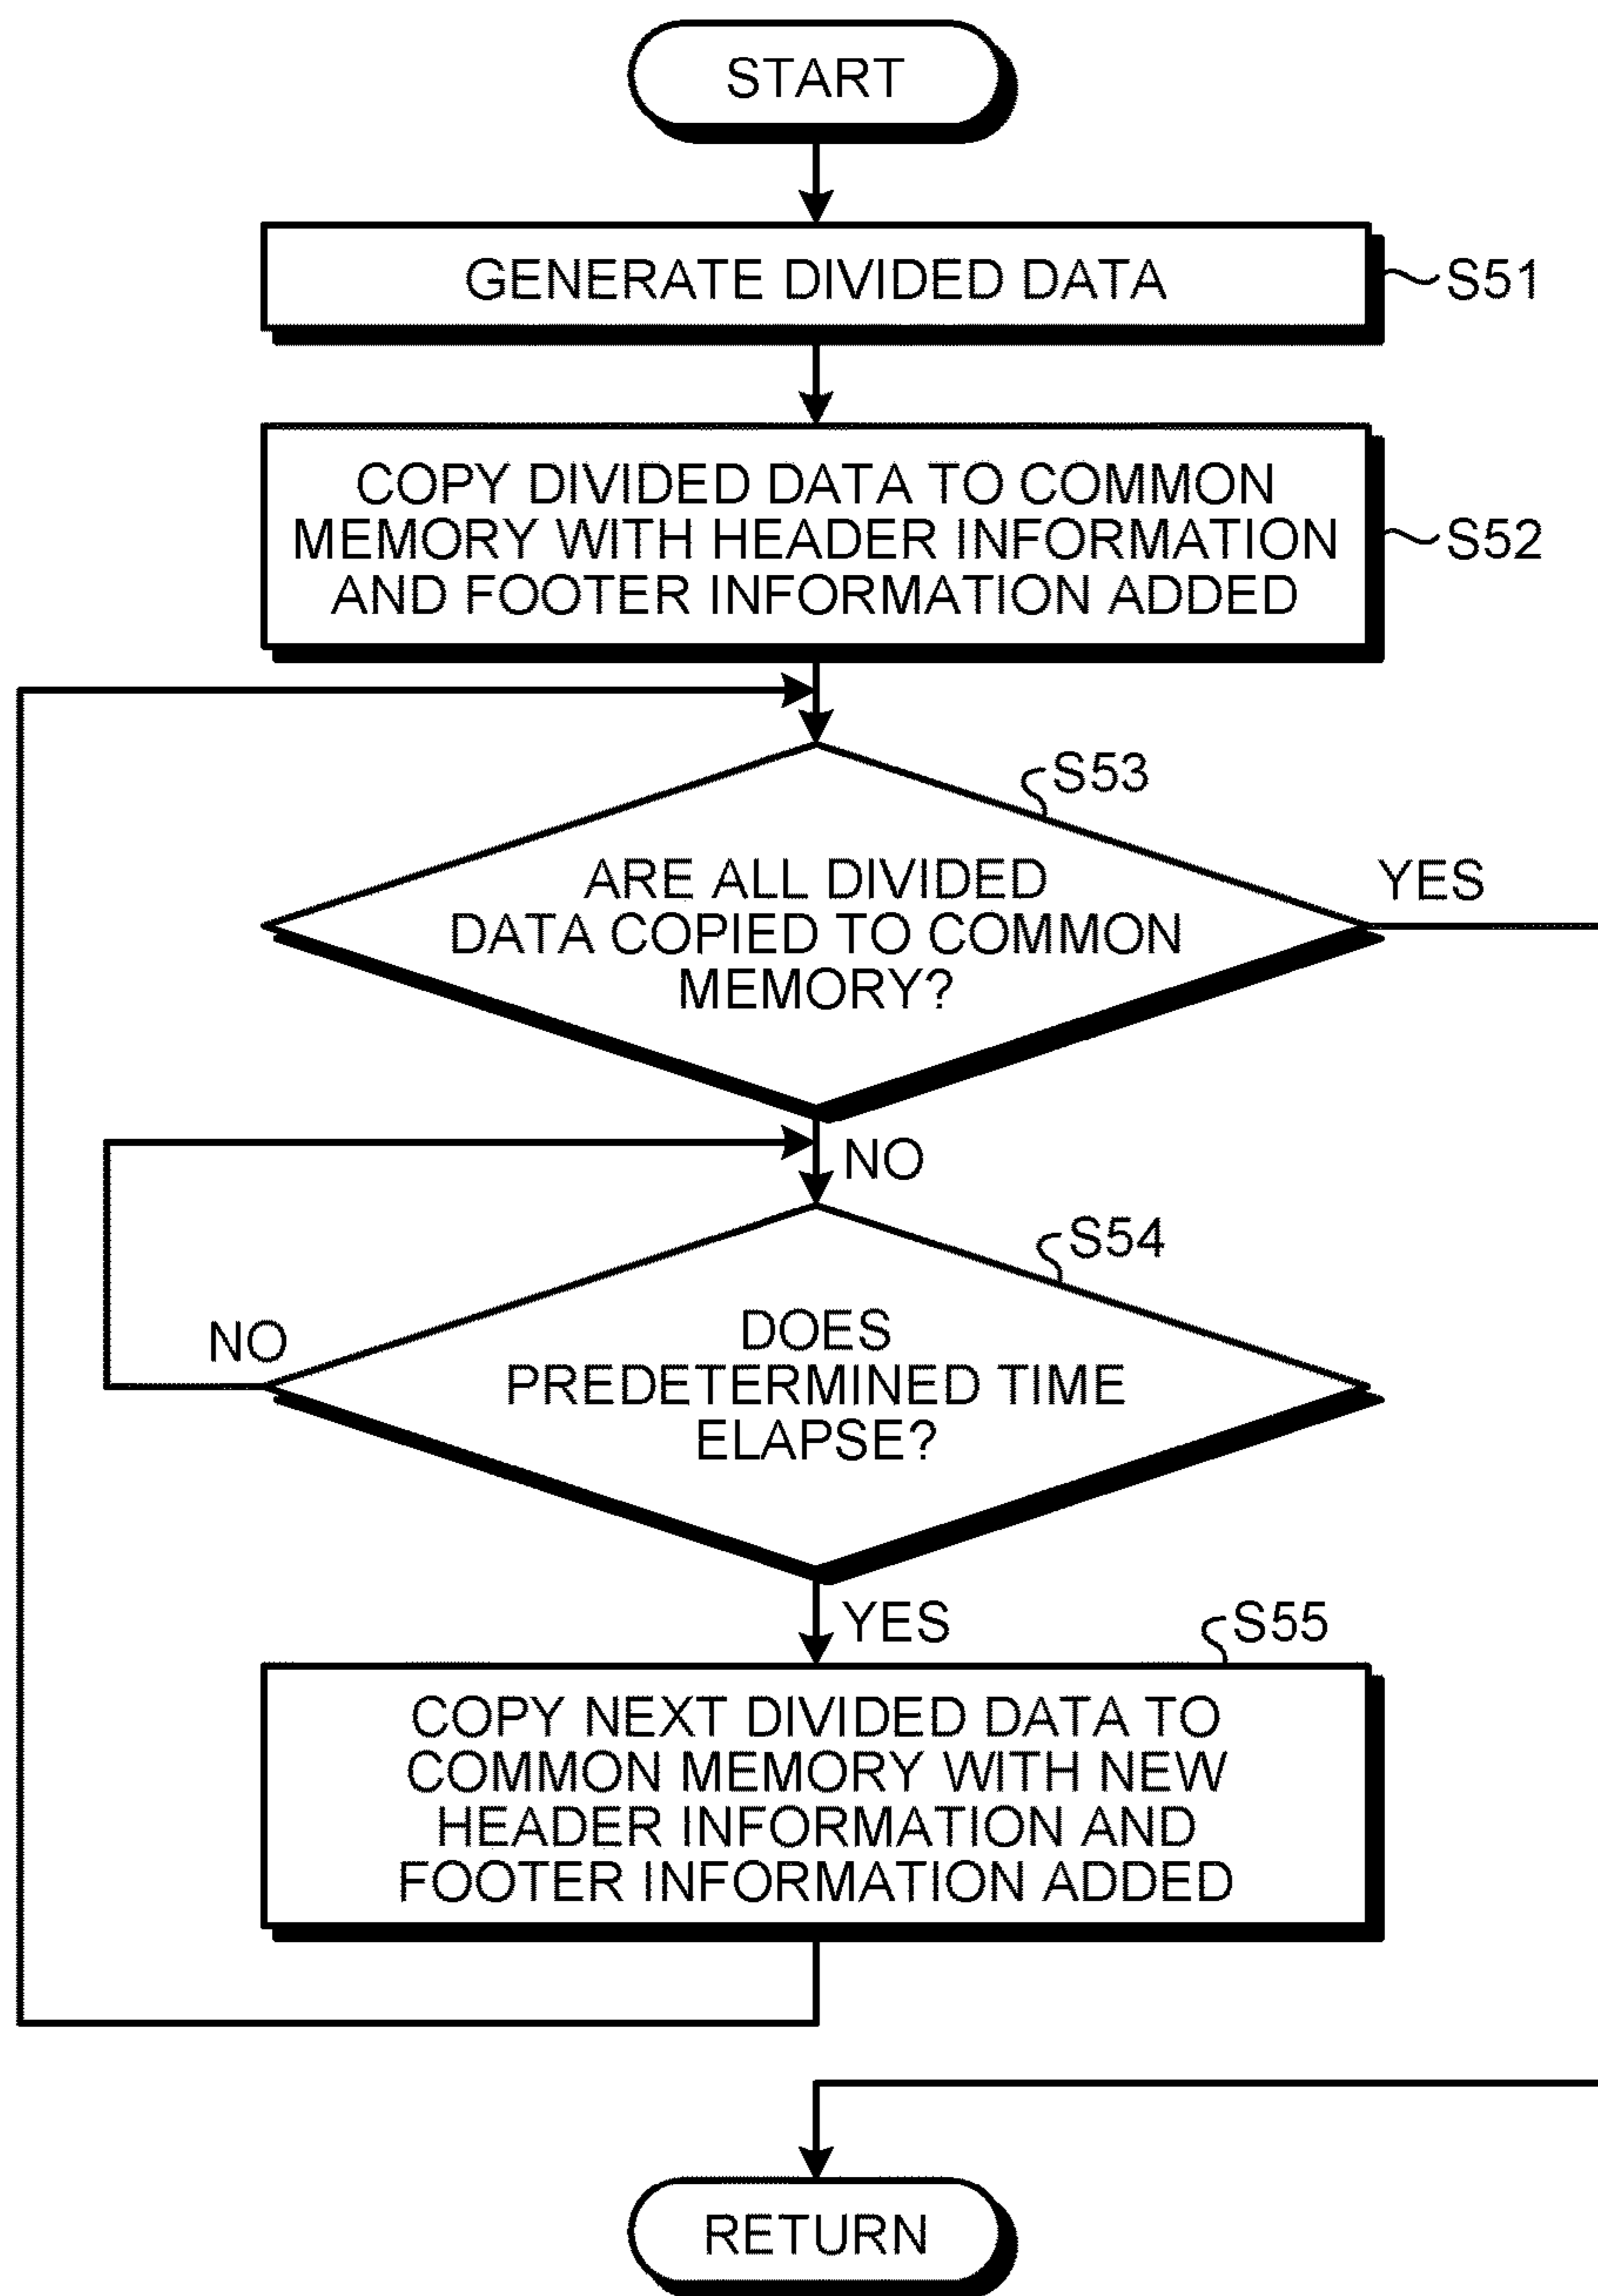 START
GENERATE DIVIDED DATA
S51
COPY DIVIDED DATA TO COMMON
MEMORY WITH HEADER INFORMATION
AND FOOTER INFORMATION ADDED
S52
S53
ARE ALL DIVIDED
DATA COPIED TO COMMON
MEMORY?
YES
NO
S54
DOES
PREDETERMINED TIME
ELAPSE?
NO
YES
S55
COPY NEXT DIVIDED DATA TO
COMMON MEMORY WITH NEW
HEADER INFORMATION AND
FOOTER INFORMATION ADDED
RETURN